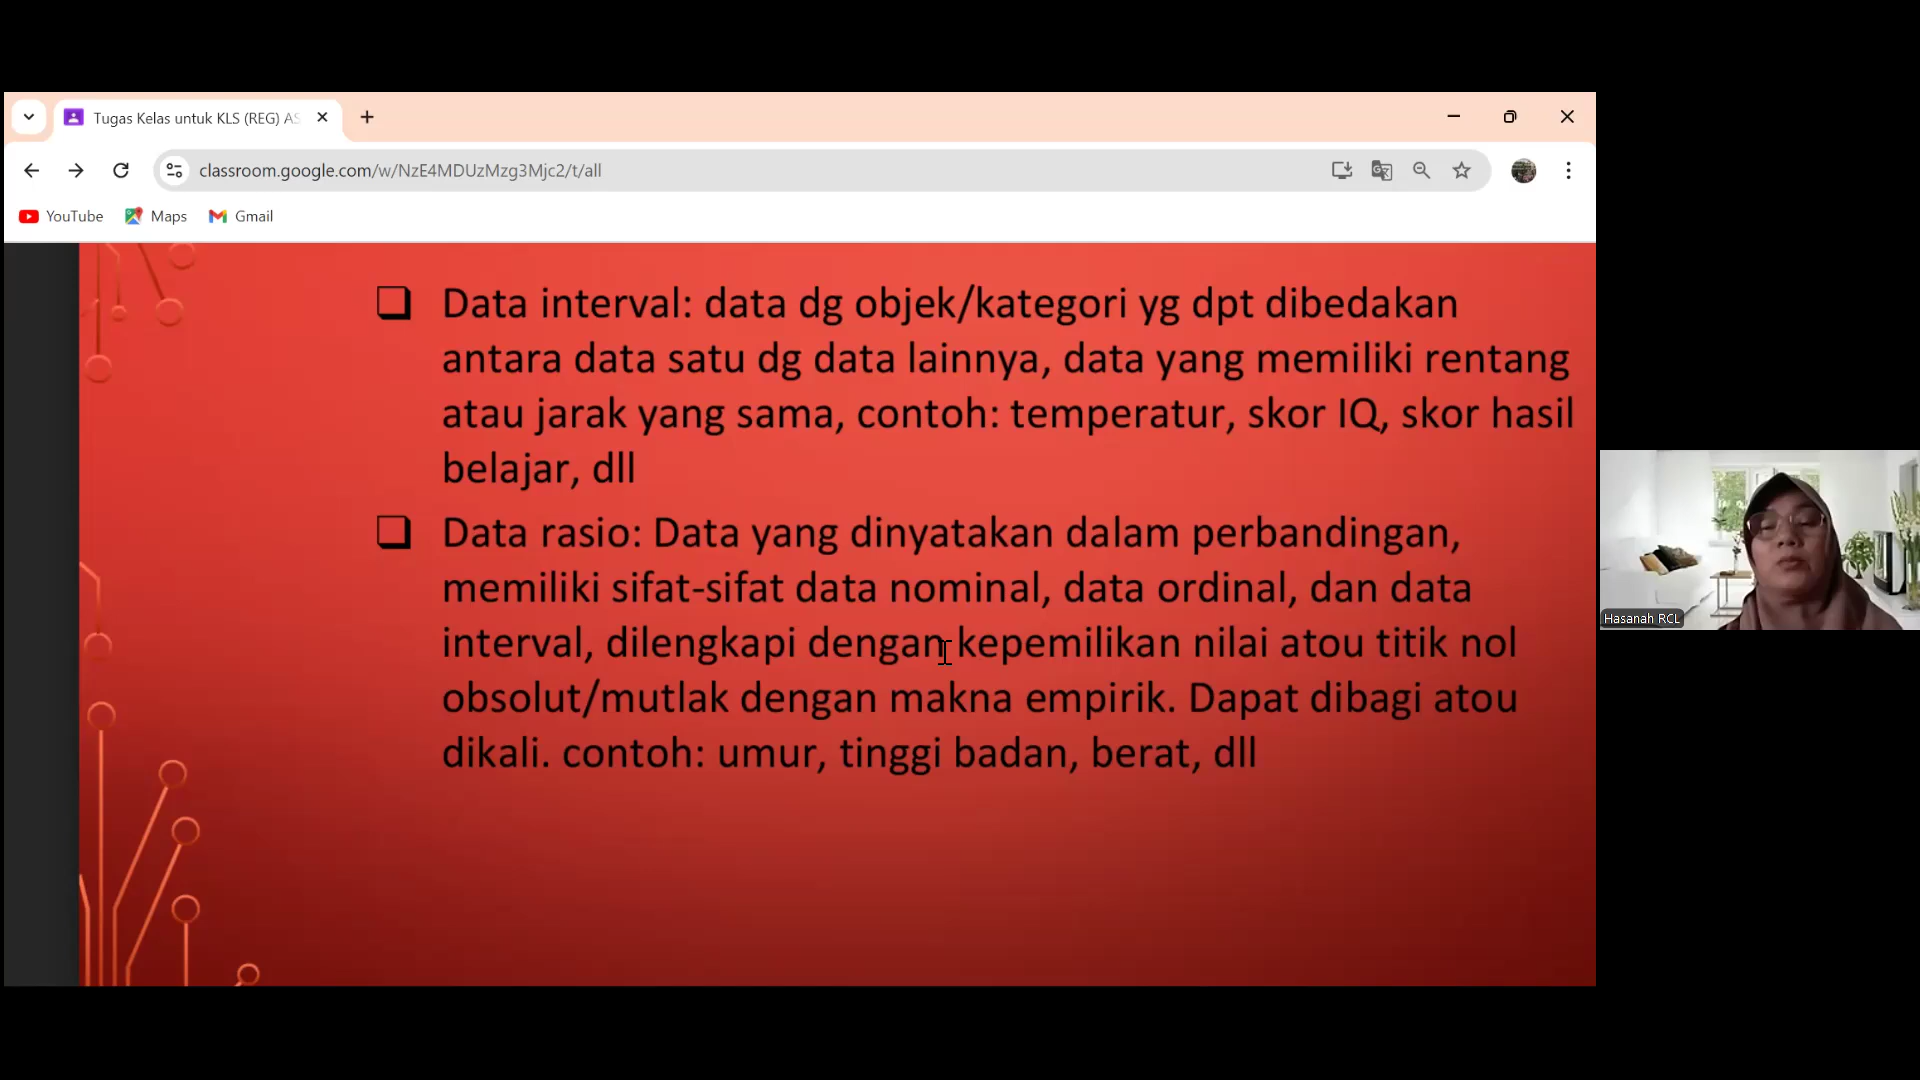 Tugas Kelas untuk KLS (REG) AS
classroom.google.com/w/NzE4MDUzMzg3Mjc2/t/all
YouTube Maps Gmail
Data interval: data dg objek/kategori yg dpt dibedakan
antara data satu dg data lainnya, data yang memiliki rentang
atau jarak yang sama, contoh: temperatur, skor IQ, skor hasil
belajar, dll
Data rasio: Data yang dinyatakan dalam perbandingan,
memiliki sifat-sifat data nominal, data ordinal, dan data
interval, dilengkapi dengan kepemilikan nilai atou titik nol
obsolut/mutlak dengan makna empirik. Dapat dibagi atou
dikali. contoh: umur, tinggi badan, berat, dll
Hasanah RCL